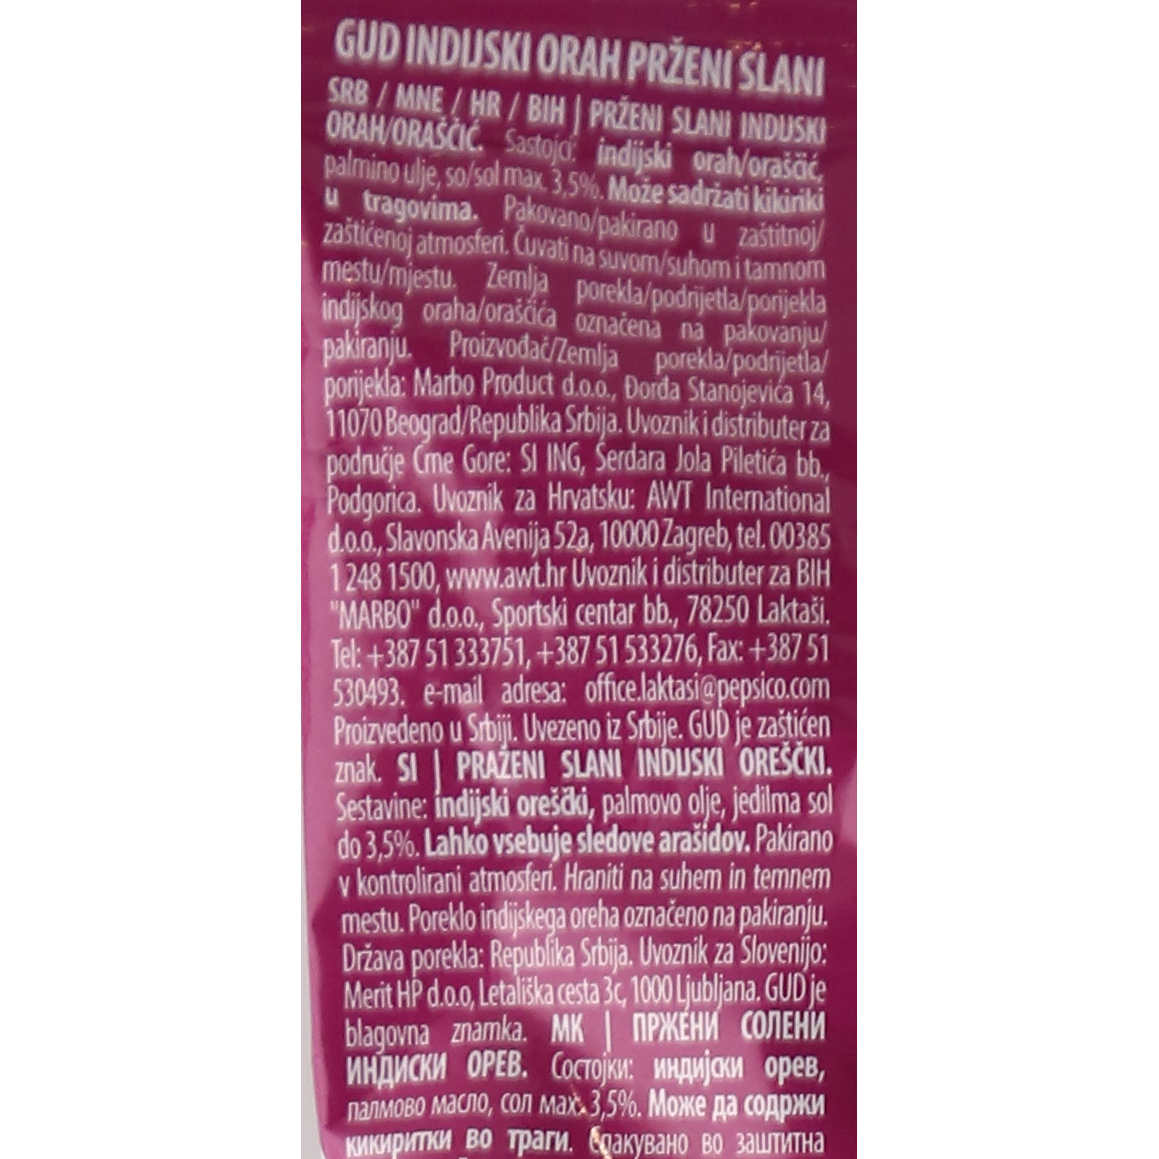 GUD INDIJSKI ORAH PRŽENI SLANI
SRB / MNE / HR / BIH | PRŽENI SLANI INDIJSKI
ORAH/ORAŠČIĆ. Sastojci: indijski orah/oraščić,
palmino ulje, so/sol max. 3,5%. Može sadržati kikiriki
u tragovima. Pakovano/pakirano u zaštitnoj/
zaštićenoj atmosferi. Čuvati na suvom/suhom i tamnom
mestu/mjestu. Zemlja porekla/podrijetla/porijekla
indijskog oraha/oraščića označena na pakovanju/
pakiranju. Proizvođač/Zemlja porekla/podrijetla/
porijekla: Marbo Product d.o.o., Đorđa Stanojevića 14,
11070 Beograd/Republika Srbija. Uvoznik i distributer za
područje Crne Gore: SI ING, Serdara Jola Piletića bb.,
Podgorica. Uvoznik za Hrvatsku: AWT International
d.o.o., Slavonska Avenija 52a, 10000 Zagreb, tel. 00385
1 248 1500, www.awt.hr Uvoznik i distributer za BIH
"MARBO" d.o.o., Sportski centar bb., 78250 Laktaši.
Tel: +387 51 333751, +387 51 533276, Fax: +387 51
530493. e-mail adresa: office.laktasi@pepsico.com
Proizvedeno u Srbiji. Uvezeno iz Srbije. GUD je zaštićen
znak. SI | PRAŽENI SLANI INDIJSKI OREŠČKI.
Sestavine: indijski oreščki, palmovo olje, jedilma sol
do 3,5%. Lahko vsebuje sledove arašidov. Pakirano
v kontrolirani atmosferi. Hraniti na suhem in temnem
mestu. Poreklo indijskega oreha označeno na pakiranju.
Država porekla: Republika Srbija. Uvoznik za Slovenijo:
Merit HP d.o.o, Letališka cesta 3c, 1000 Ljubljana. GUD je
blagovna znamka. MK | ПРЖЕНИ СОЛЕНИ
ИНДИСКИ ОРЕВ. Состојки: индијски орев,
палмово масло, сол мах. 3,5%. Може да содржи
кикиритки во траги. Спакувано во заштитна